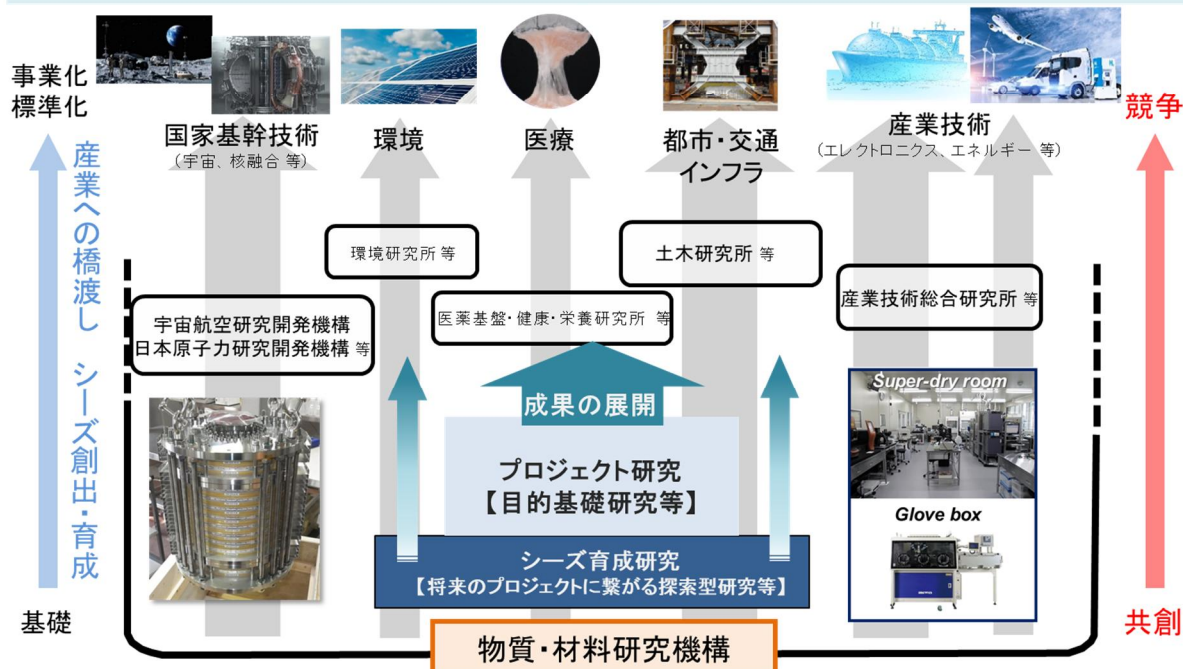 事業化
標準化
競争
国家基幹技術
（宇宙、核融合 等）
環境
医療
都市・交通
インフラ
産業技術
（エレクトロニクス、エネルギー 等）
産業への橋渡し シーズ創出・育成
環境研究所 等
土木研究所 等
宇宙航空研究開発機構
日本原子力研究開発機構 等
医薬基盤・健康・栄養研究所 等
産業技術総合研究所 等
成果の展開
プロジェクト研究
【目的基礎研究等】
シーズ育成研究
【将来のプロジェクトに繋がる探索型研究等】
Super-dry room
Glove box
基礎
共創
物質・材料研究機構